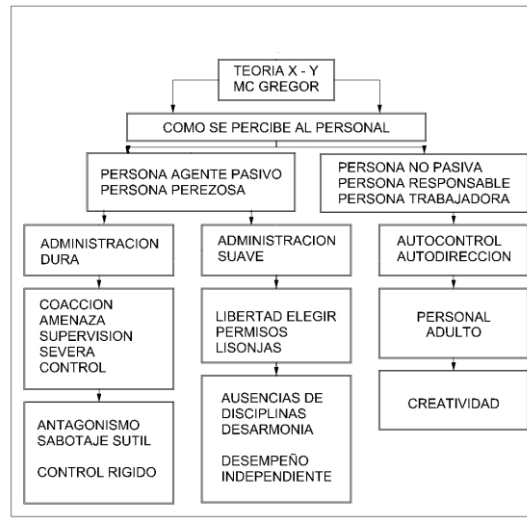 TEORIA X - Y
MC GREGOR
COMO SE PERCIBE AL PERSONAL
PERSONA AGENTE PASIVO
PERSONA PEREZOSA
PERSONA NO PASIVA
PERSONA RESPONSABLE
PERSONA TRABAJADORA
ADMINISTRACION
DURA
ADMINISTRACION
SUAVE
AUTOCONTROL
AUTODIRECCION
COACCION
AMENAZA
SUPERVISION
SEVERA
CONTROL
LIBERTAD ELEGIR
PERMISOS
LISONJAS
PERSONAL
ADULTO
ANTAGONISMO
SABOTAJE SUTIL
CONTROL RIGIDO
AUSENCIAS DE
DISCIPLINAS
DESARMONIA
DESEMPEÑO
INDEPENDIENTE
CREATIVIDAD